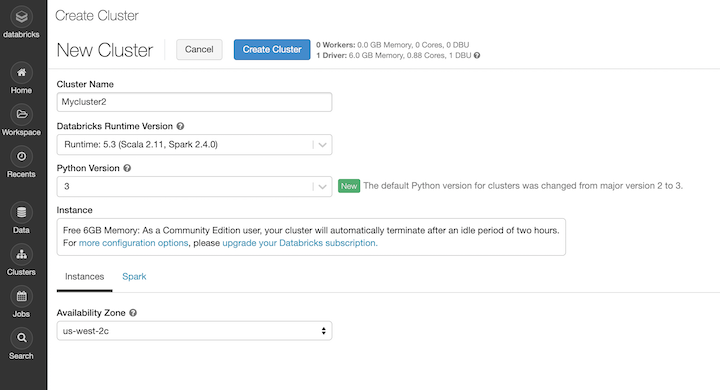 databricks
Home
Workspace
Recents
Data
Clusters
Jobs
Search
Create Cluster
New Cluster
Cancel
Create Cluster
0 Workers: 0.0 GB Memory, 0 Cores, 0 DBU
1 Driver: 6.0 GB Memory, 0.88 Cores, 1 DBU ?
Cluster Name
Mycluster2
Databricks Runtime Version ?
Runtime: 5.3 (Scala 2.11, Spark 2.4.0)
Python Version ?
3
New The default Python version for clusters was changed from major version 2 to 3.
Instance
Free 6GB Memory: As a Community Edition user, your cluster will automatically terminate after an idle period of two hours.
For more configuration options, please upgrade your Databricks subscription.
Instances Spark
Availability Zone ?
us-west-2c